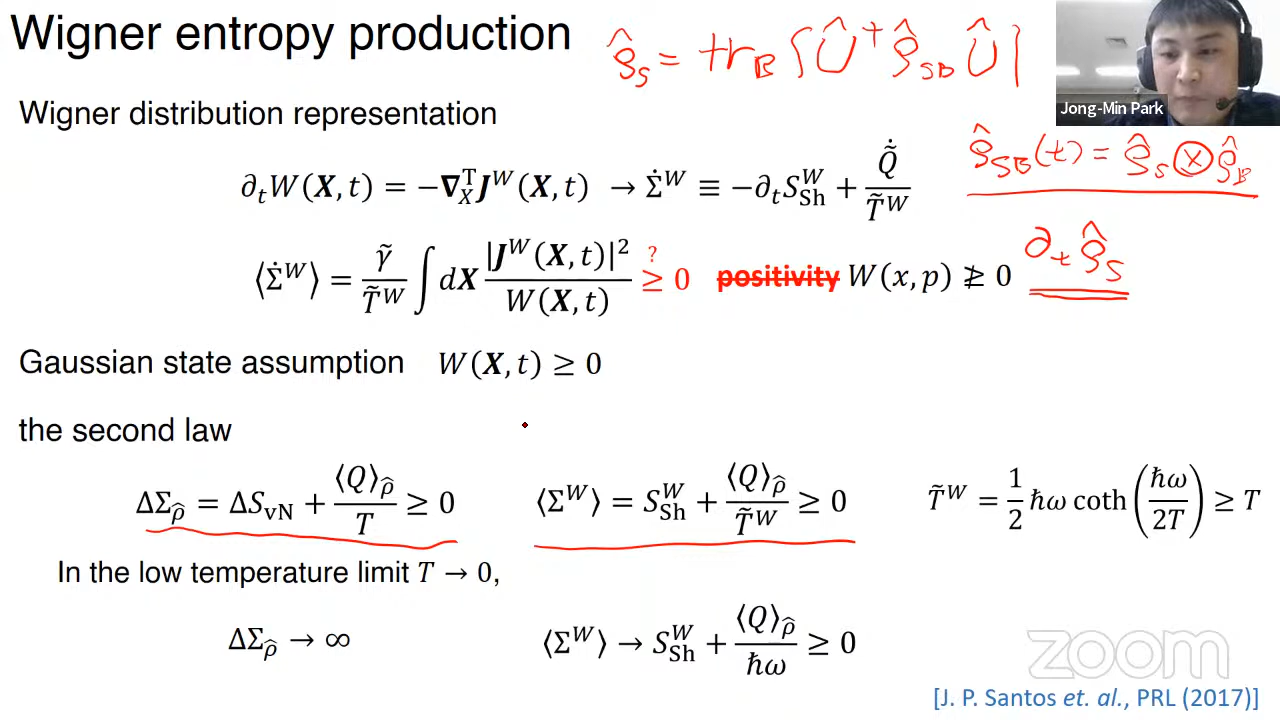 Wigner entropy production
ρ̂_S = tr_B { Û⁺ ρ̂_SB Û }
Jong-Min Park
Wigner distribution representation
ρ̂_SB(t) = ρ̂_S ⊗ ρ̂_B
∂_t W(X, t) = −∇_X^T J^W(X, t) → Σ̇^W ≡ −∂_t S_Sh^W + Q̃̇ / T̃^W
∂_t ρ̂_S
⟨Σ̇^W⟩ = γ̃ / T̃^W ∫ dX |J^W(X, t)|² / W(X, t) ≥ 0 ? positivity W(x, p) ≱ 0
Gaussian state assumption W(X, t) ≥ 0
the second law
ΔΣ_ρ̂ = ΔS_vN + ⟨Q⟩_ρ̂ / T ≥ 0 ⟨Σ^W⟩ = S_Sh^W + ⟨Q⟩_ρ̂ / T̃^W ≥ 0 T̃^W = 1/2 ħω coth(ħω / 2T) ≥ T
In the low temperature limit T → 0,
ΔΣ_ρ̂ → ∞ ⟨Σ^W⟩ → S_Sh^W + ⟨Q⟩_ρ̂ / ħω ≥ 0
zoom
[J. P. Santos et. al., PRL (2017)]